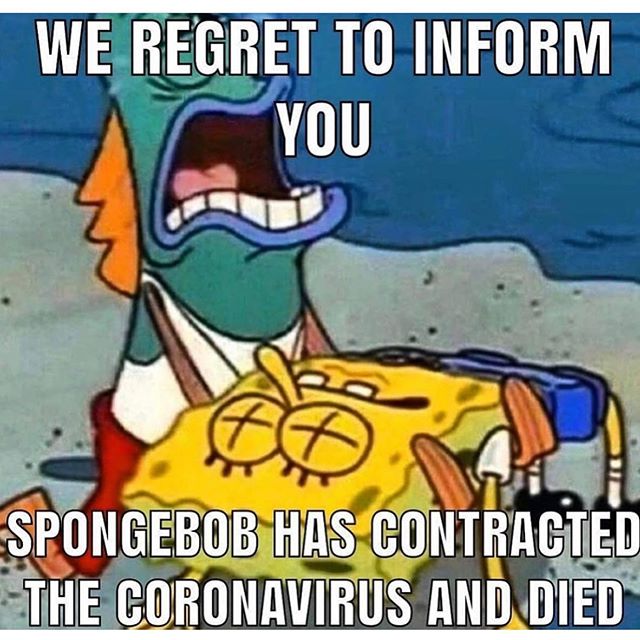 WE REGRET TO INFORM
YOU
SPONGEBOB HAS CONTRACTED
THE CORONAVIRUS AND DIED